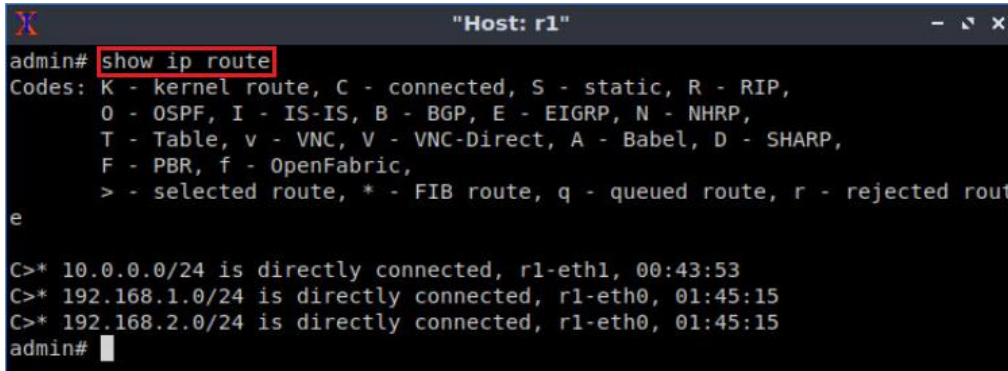 "Host: r1"
admin# show ip route
Codes: K - kernel route, C - connected, S - static, R - RIP,
       O - OSPF, I - IS-IS, B - BGP, E - EIGRP, N - NHRP,
       T - Table, v - VNC, V - VNC-Direct, A - Babel, D - SHARP,
       F - PBR, f - OpenFabric,
       > - selected route, * - FIB route, q - queued route, r - rejected rout
e
C>* 10.0.0.0/24 is directly connected, r1-eth1, 00:43:53
C>* 192.168.1.0/24 is directly connected, r1-eth0, 01:45:15
C>* 192.168.2.0/24 is directly connected, r1-eth0, 01:45:15
admin#